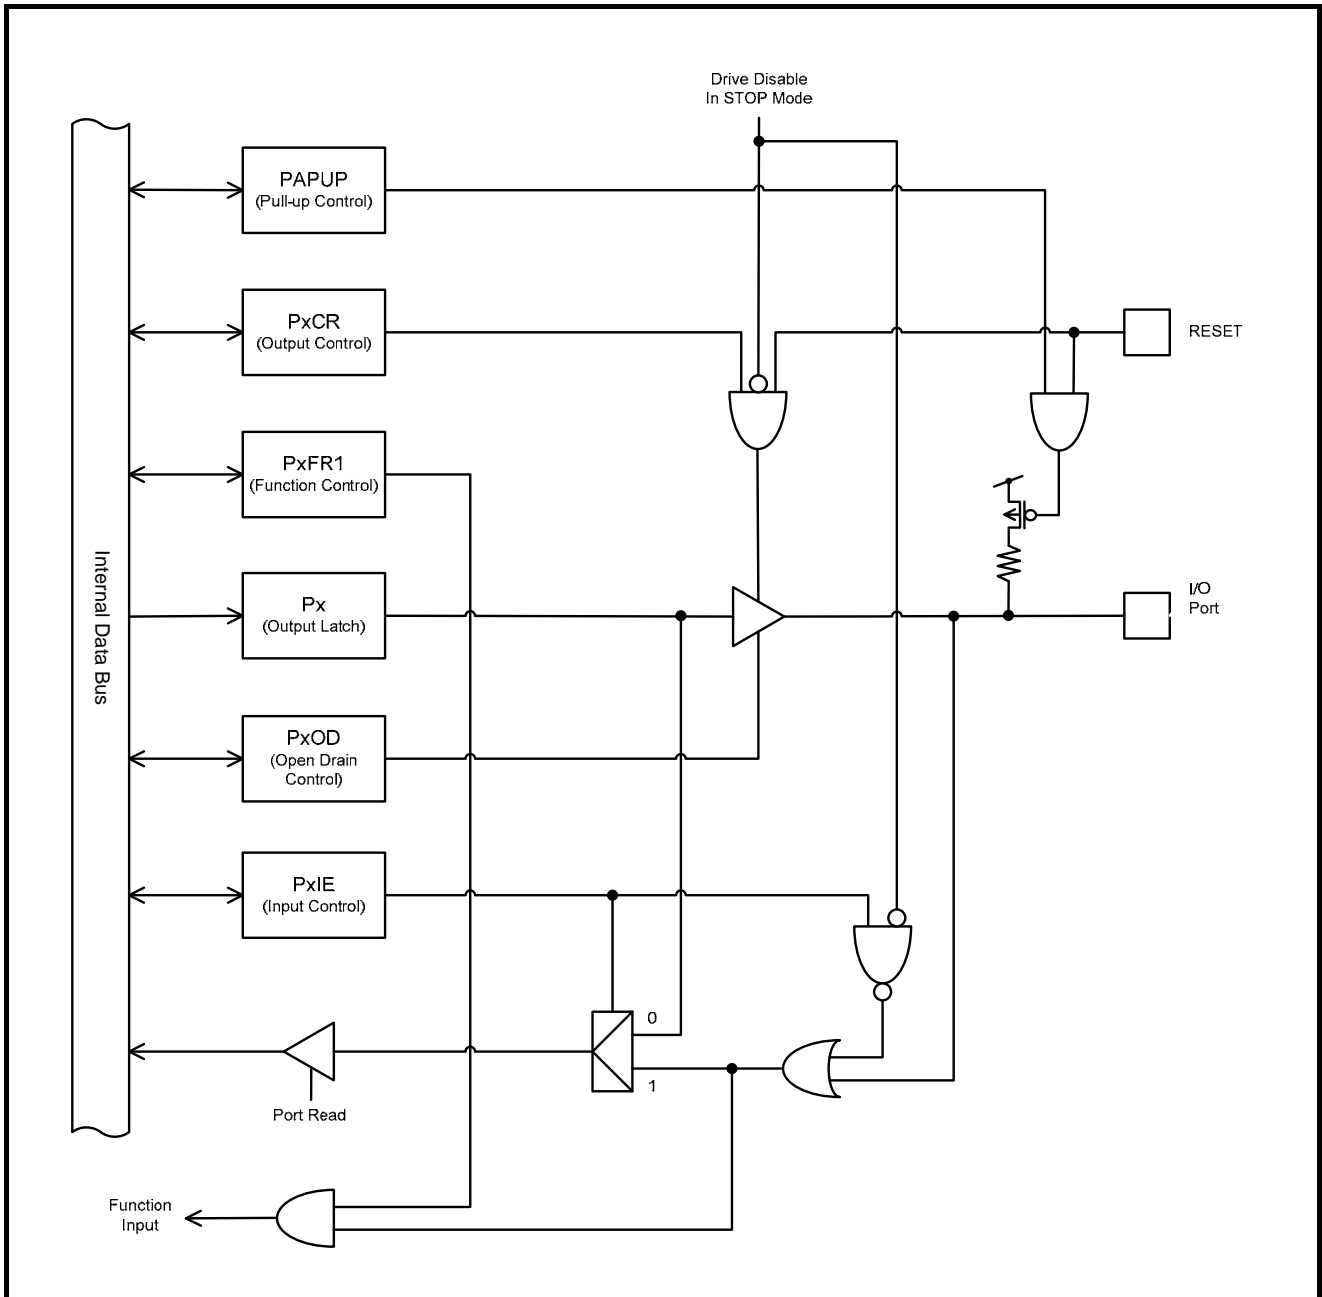 Drive Disable
In STOP Mode
PAPUP
(Pull-up Control)
PxCR
(Output Control)
RESET
PxFR1
(Function Control)
Internal Data Bus
Px
(Output Latch)
I/O
Port
PxOD
(Open Drain
Control)
PxIE
(Input Control)
0
1
Port Read
Function
Input